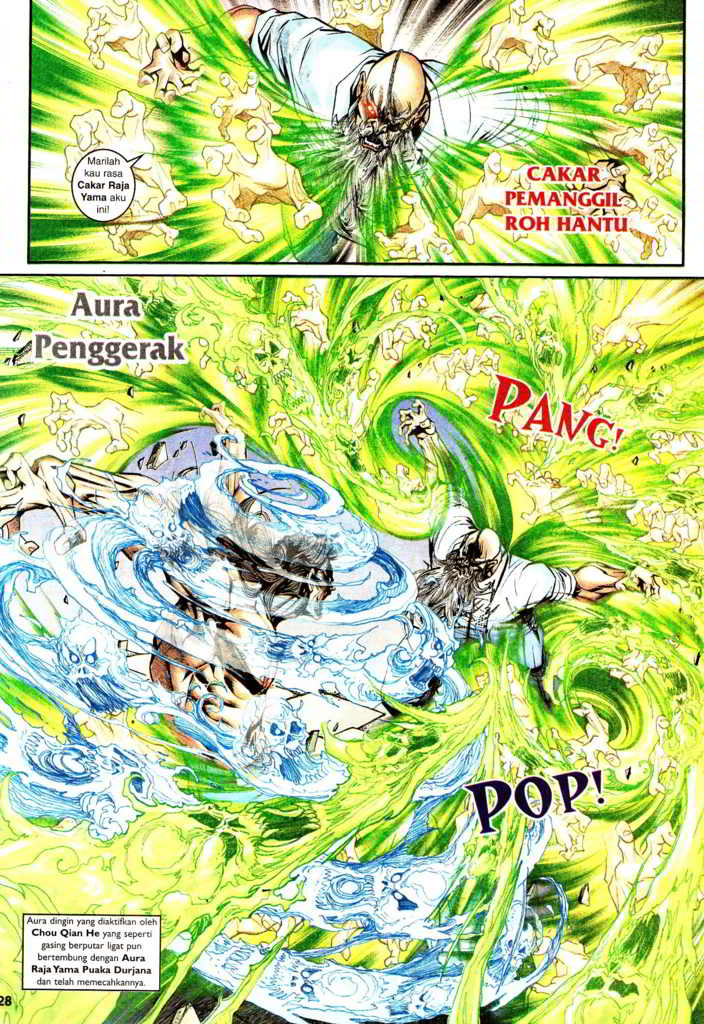 Marilah
kau rasa
Cakar Raja
Yama aku
ini!
CAKAR
PEMANGGIL
ROH HANTU
Aura
Penggerak
PANG!
POP!
Aura dingin yang diaktifkan oleh
Chou Qian He yang seperti
gasing berputar ligat pun
bertembung dengan Aura
Raja Yama Puaka Durjana
dan telah memecahkannya.
28